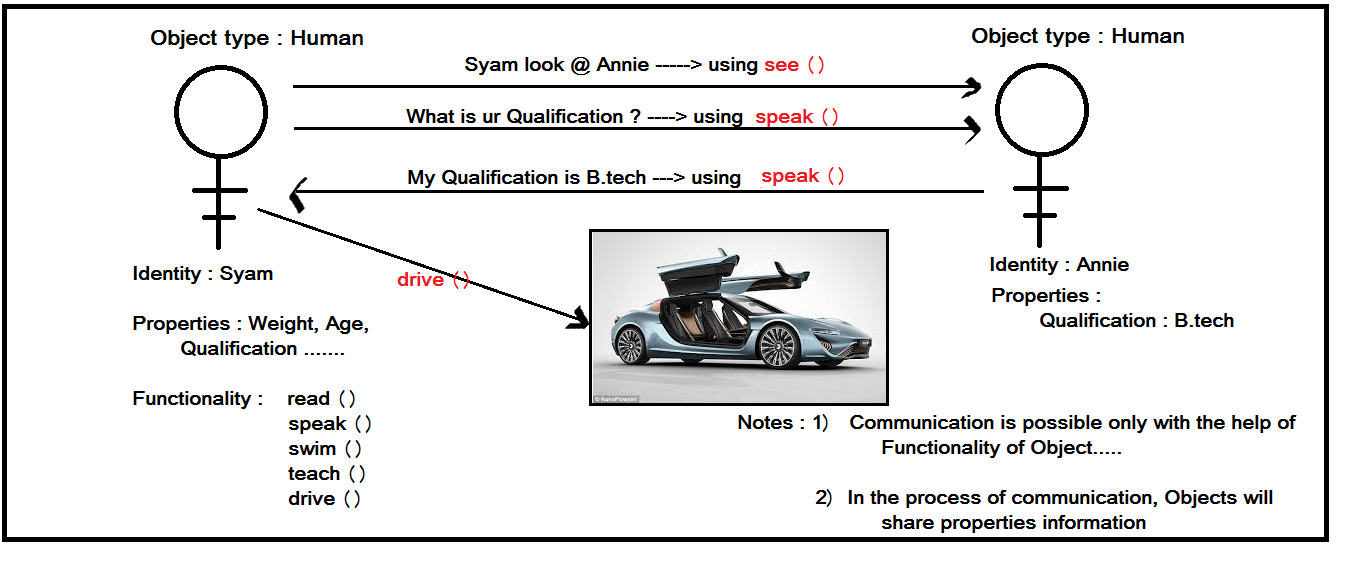 Object type : Human
Object type : Human
Syam look @ Annie -----> using see ()
What is ur Qualification ? ----> using speak ()
My Qualification is B.tech ---> using speak ()
drive ()
Identity : Syam
Properties : Weight, Age,
Qualification .......
Functionality : read ()
speak ()
swim ()
teach ()
drive ()
Identity : Annie
Properties :
Qualification : B.tech
© NanoFlowcell
Notes : 1) Communication is possible only with the help of
Functionality of Object.....
2) In the process of communication, Objects will
share properties information